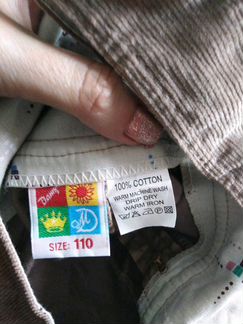 SIZE: 110
100% COTTON
WARM MACHINE WASH
DRIP DRY
WARM IRON